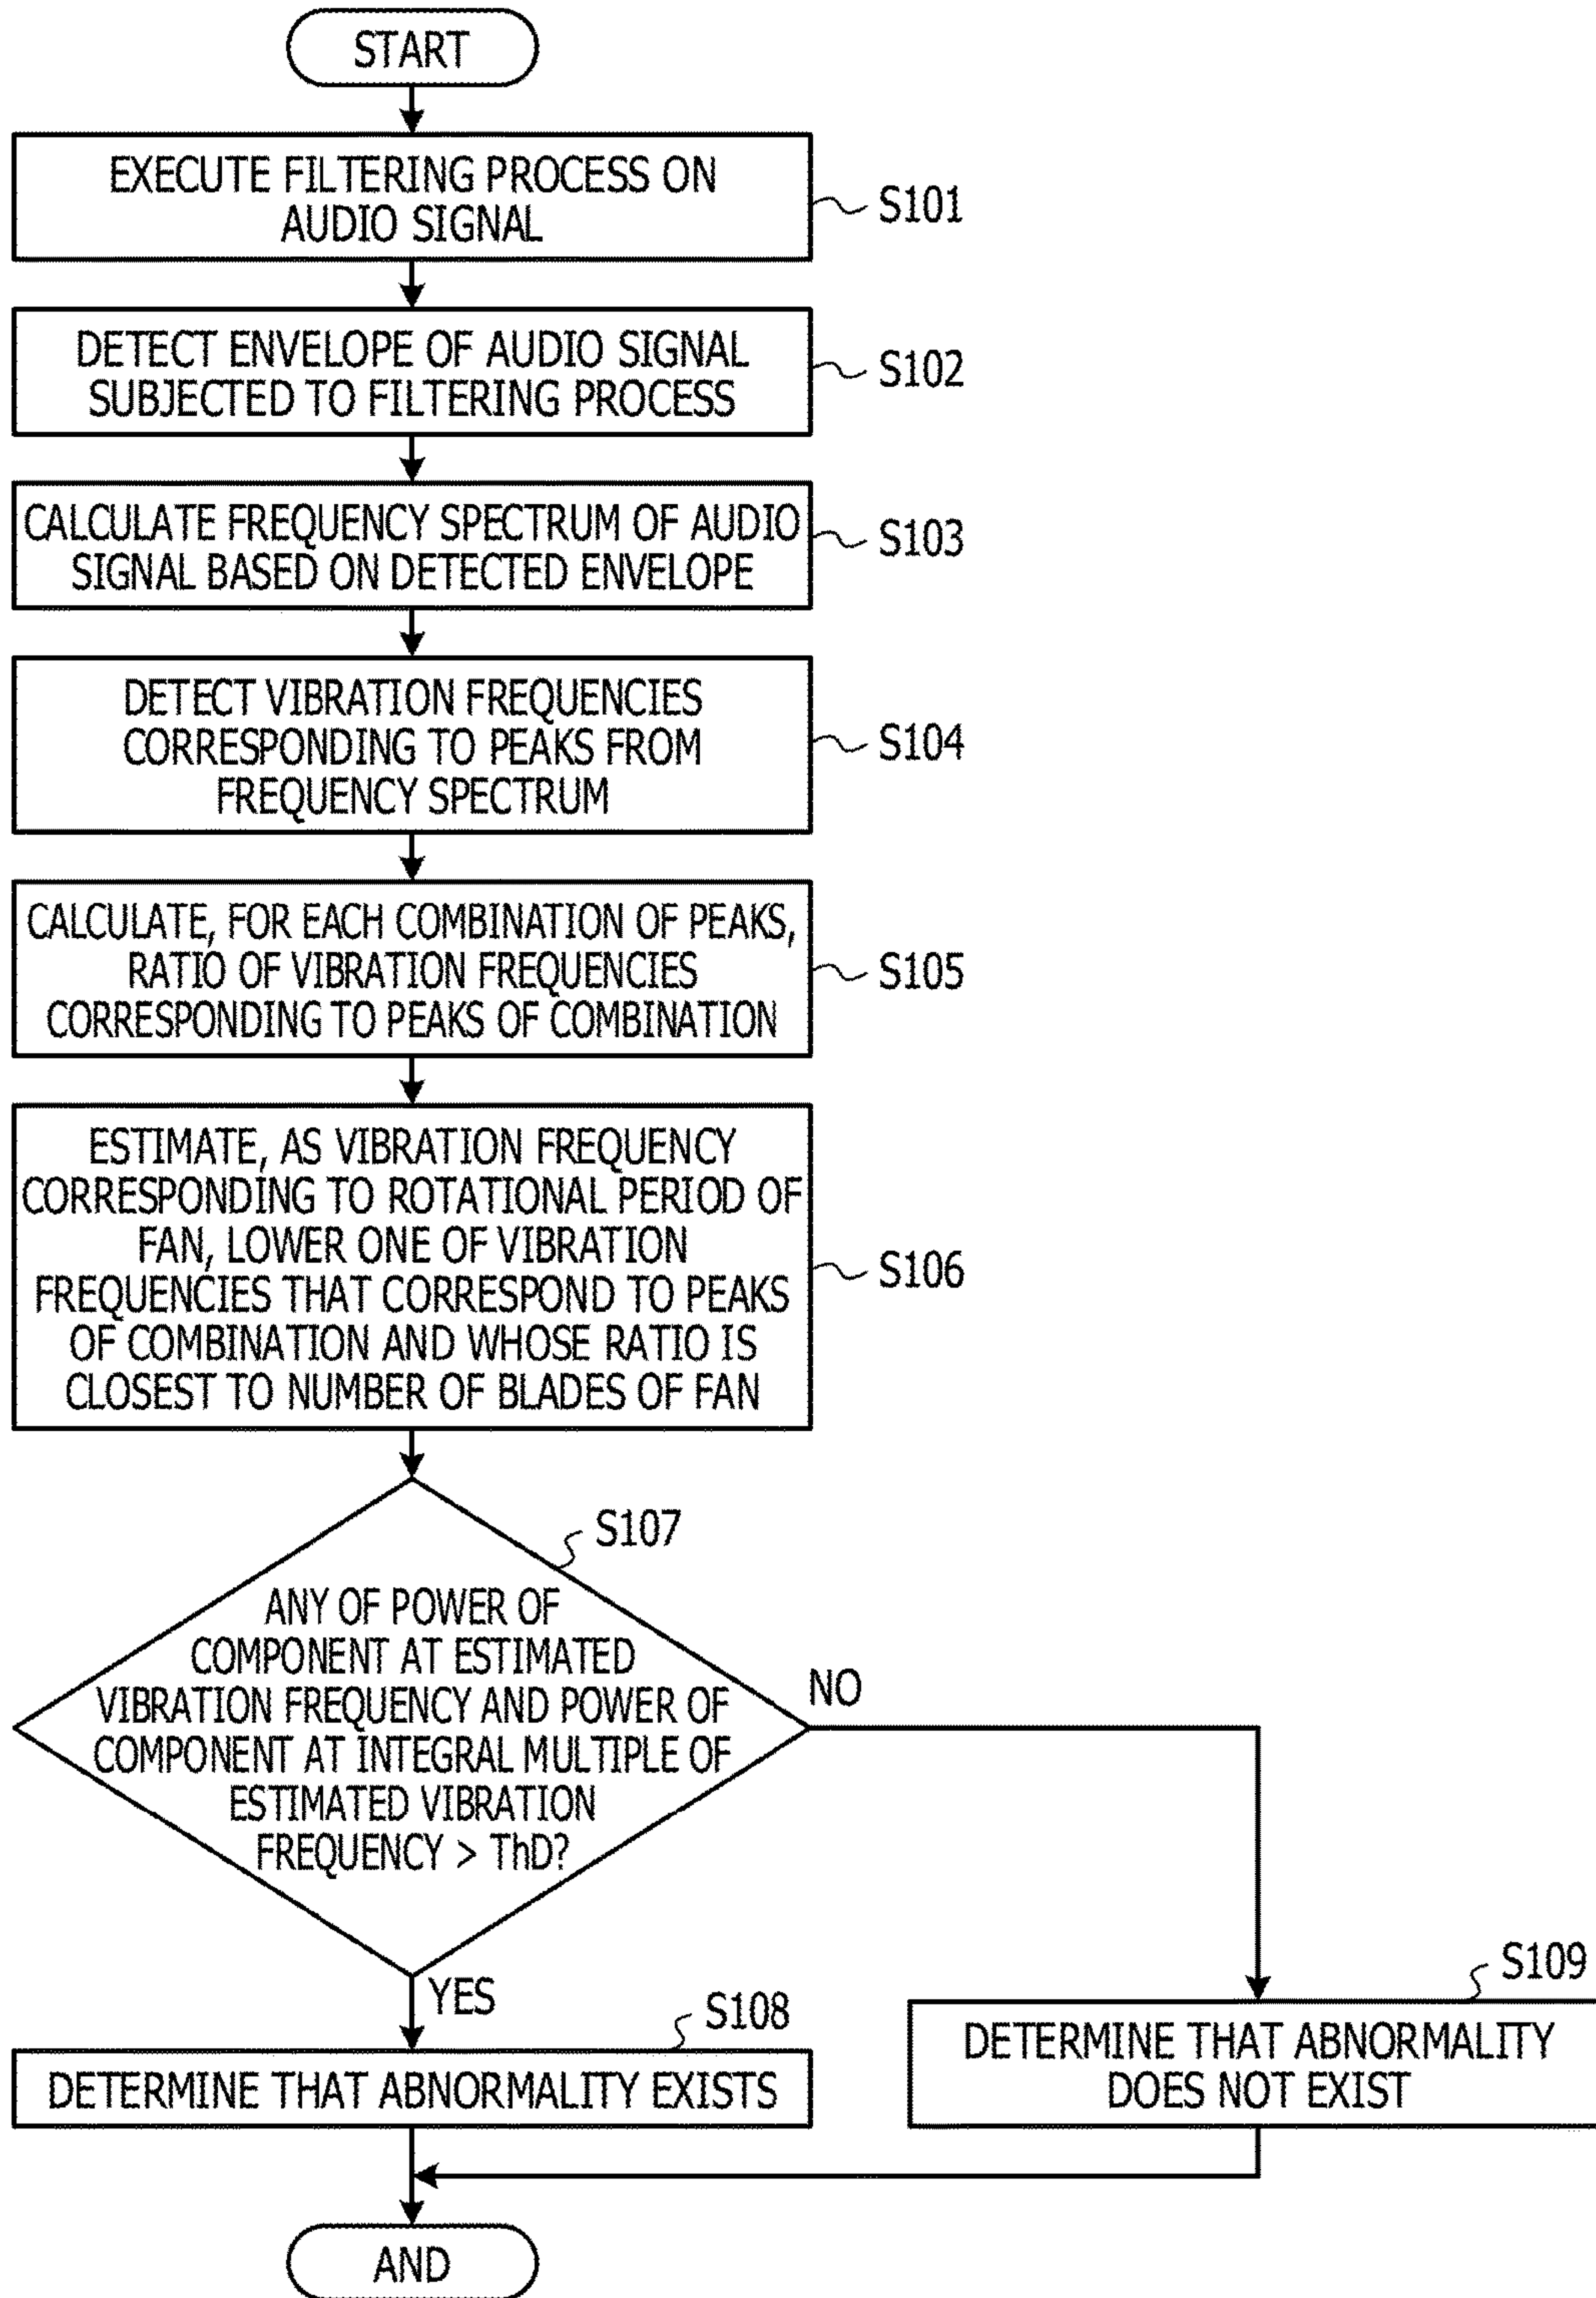 START
EXECUTE FILTERING PROCESS ON
AUDIO SIGNAL
S101
DETECT ENVELOPE OF AUDIO SIGNAL
SUBJECTED TO FILTERING PROCESS
S102
CALCULATE FREQUENCY SPECTRUM OF AUDIO
SIGNAL BASED ON DETECTED ENVELOPE
S103
DETECT VIBRATION FREQUENCIES
CORRESPONDING TO PEAKS FROM
FREQUENCY SPECTRUM
S104
CALCULATE, FOR EACH COMBINATION OF PEAKS,
RATIO OF VIBRATION FREQUENCIES
CORRESPONDING TO PEAKS OF COMBINATION
S105
ESTIMATE, AS VIBRATION FREQUENCY
CORRESPONDING TO ROTATIONAL PERIOD OF
FAN, LOWER ONE OF VIBRATION
FREQUENCIES THAT CORRESPOND TO PEAKS
OF COMBINATION AND WHOSE RATIO IS
CLOSEST TO NUMBER OF BLADES OF FAN
S106
S107
ANY OF POWER OF
COMPONENT AT ESTIMATED
VIBRATION FREQUENCY AND POWER OF
COMPONENT AT INTEGRAL MULTIPLE OF
ESTIMATED VIBRATION
FREQUENCY > ThD?
NO
YES
S108
DETERMINE THAT ABNORMALITY EXISTS
S109
DETERMINE THAT ABNORMALITY
DOES NOT EXIST
AND